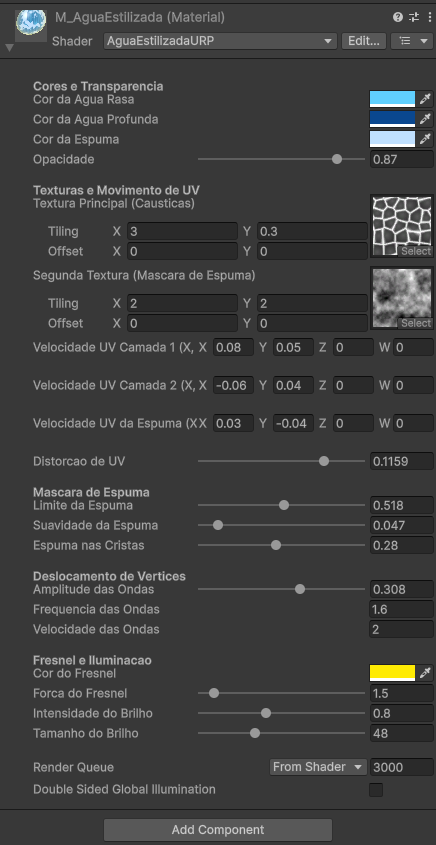 M_AguaEstilizada (Material)
Shader AguaEstilizadaURP Edit...
Cores e Transparencia
Cor da Agua Rasa
Cor da Agua Profunda
Cor da Espuma
Opacidade 0.87
Texturas e Movimento de UV
Textura Principal (Causticas)
Tiling X 3 Y 0.3
Offset X 0 Y 0
Select
Segunda Textura (Mascara de Espuma)
Tiling X 2 Y 2
Offset X 0 Y 0
Select
Velocidade UV Camada 1 (X, X 0.08 Y 0.05 Z 0 W 0
Velocidade UV Camada 2 (X, X -0.06 Y 0.04 Z 0 W 0
Velocidade UV da Espuma (X X 0.03 Y -0.04 Z 0 W 0
Distorcao de UV 0.1159
Mascara de Espuma
Limite da Espuma 0.518
Suavidade da Espuma 0.047
Espuma nas Cristas 0.28
Deslocamento de Vertices
Amplitude das Ondas 0.308
Frequencia das Ondas 1.6
Velocidade das Ondas 2
Fresnel e Iluminacao
Cor do Fresnel
Forca do Fresnel 1.5
Intensidade do Brilho 0.8
Tamanho do Brilho 48
Render Queue From Shader 3000
Double Sided Global Illumination
Add Component